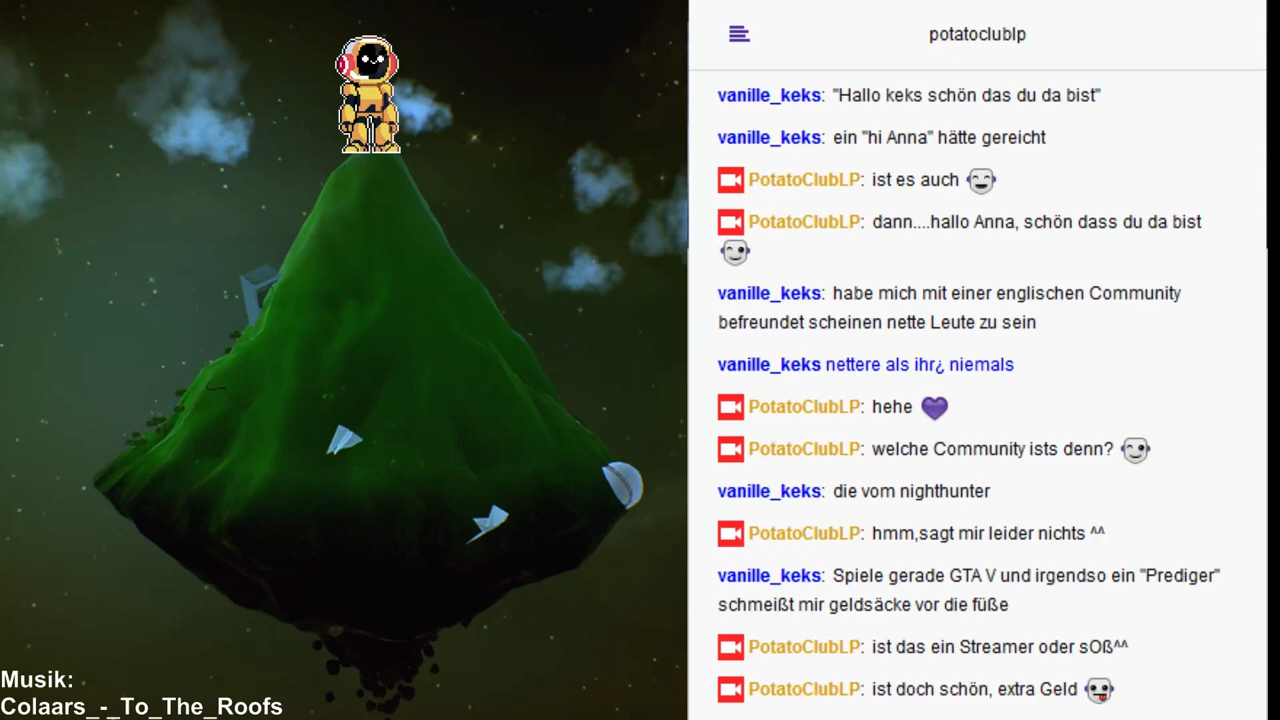 potatoclublp
vanille_keks: "Hallo keks schön das du da bist"
vanille_keks: ein "hi Anna" hätte gereicht
PotatoClubLP: ist es auch
PotatoClubLP: dann....hallo Anna, schön dass du da bist
vanille_keks: habe mich mit einer englischen Community
befreundet scheinen nette Leute zu sein
vanille_keks nettere als ihr¿ niemals
PotatoClubLP: hehe
PotatoClubLP: welche Community ists denn?
vanille_keks: die vom nighthunter
PotatoClubLP: hmm,sagt mir leider nichts ^^
vanille_keks: Spiele gerade GTA V und irgendso ein "Prediger"
schmeißt mir geldsäcke vor die füße
PotatoClubLP: ist das ein Streamer oder sOß^^
PotatoClubLP: ist doch schön, extra Geld
Musik:
Colaars_-_To_The_Roofs